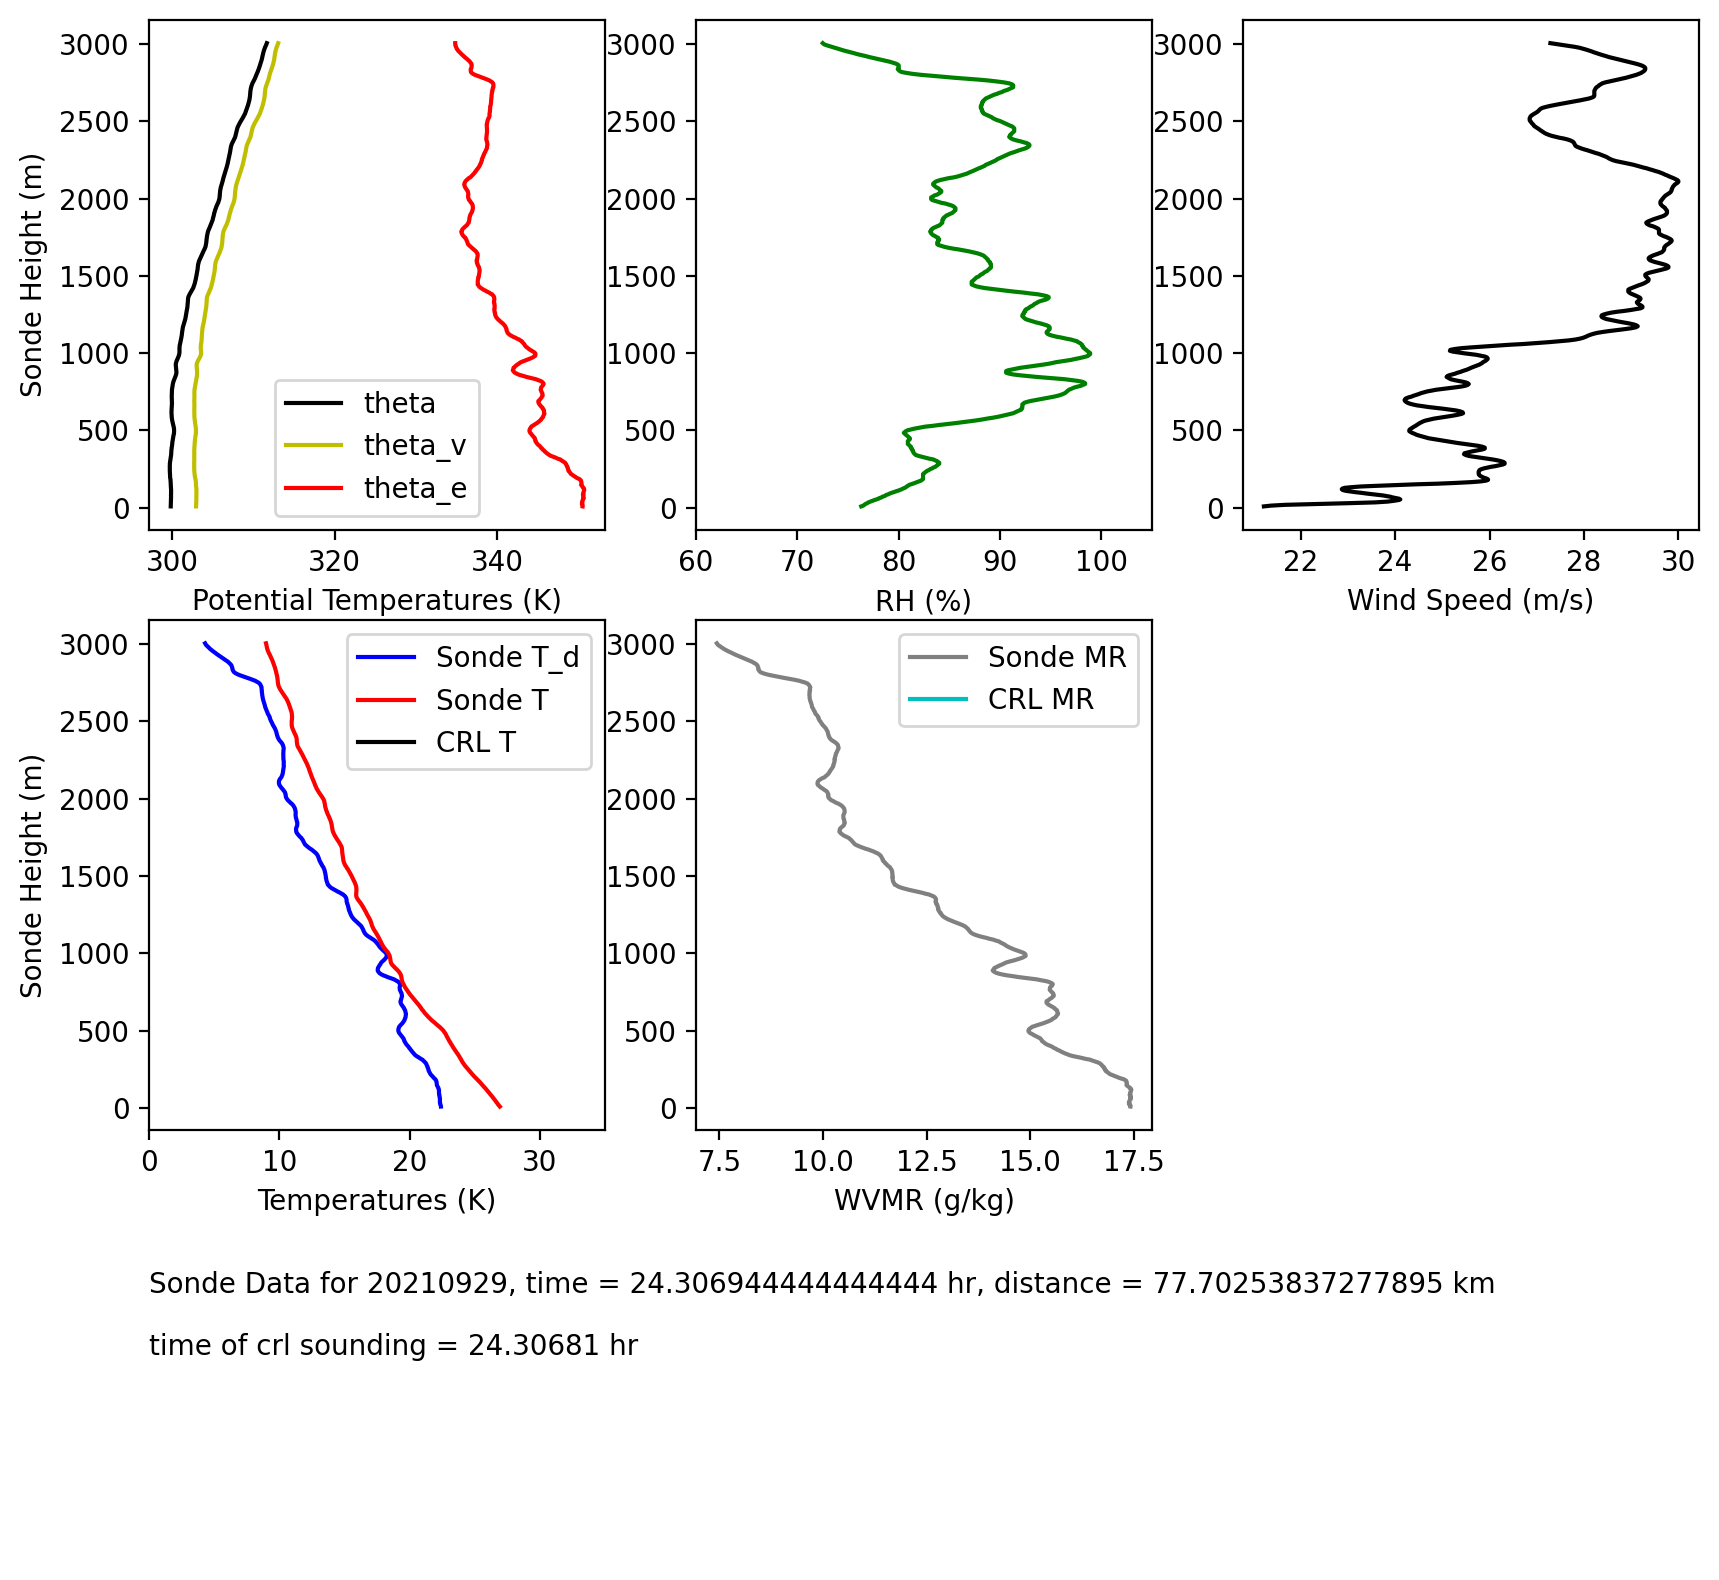 3000
2500
2000
1500
1000
500
0
Sonde Height (m)
300 320 340
Potential Temperatures (K)
theta
theta_v
theta_e
3000
2500
2000
1500
1000
500
0
60 70 80 90 100
RH (%)
3000
2500
2000
1500
1000
500
0
22 24 26 28 30
Wind Speed (m/s)
3000
2500
2000
1500
1000
500
0
Sonde Height (m)
0 10 20 30
Temperatures (K)
Sonde T_d
Sonde T
CRL T
3000
2500
2000
1500
1000
500
0
7.5 10.0 12.5 15.0 17.5
WVMR (g/kg)
Sonde MR
CRL MR
Sonde Data for 20210929, time = 24.306944444444444 hr, distance = 77.70253837277895 km
time of crl sounding = 24.30681 hr